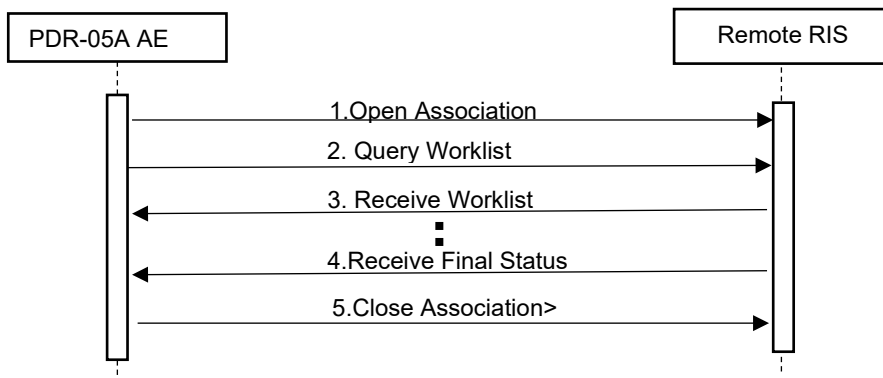 PDR-05A AE
Remote RIS
1.Open Association
2. Query Worklist
3. Receive Worklist
4.Receive Final Status
5.Close Association>